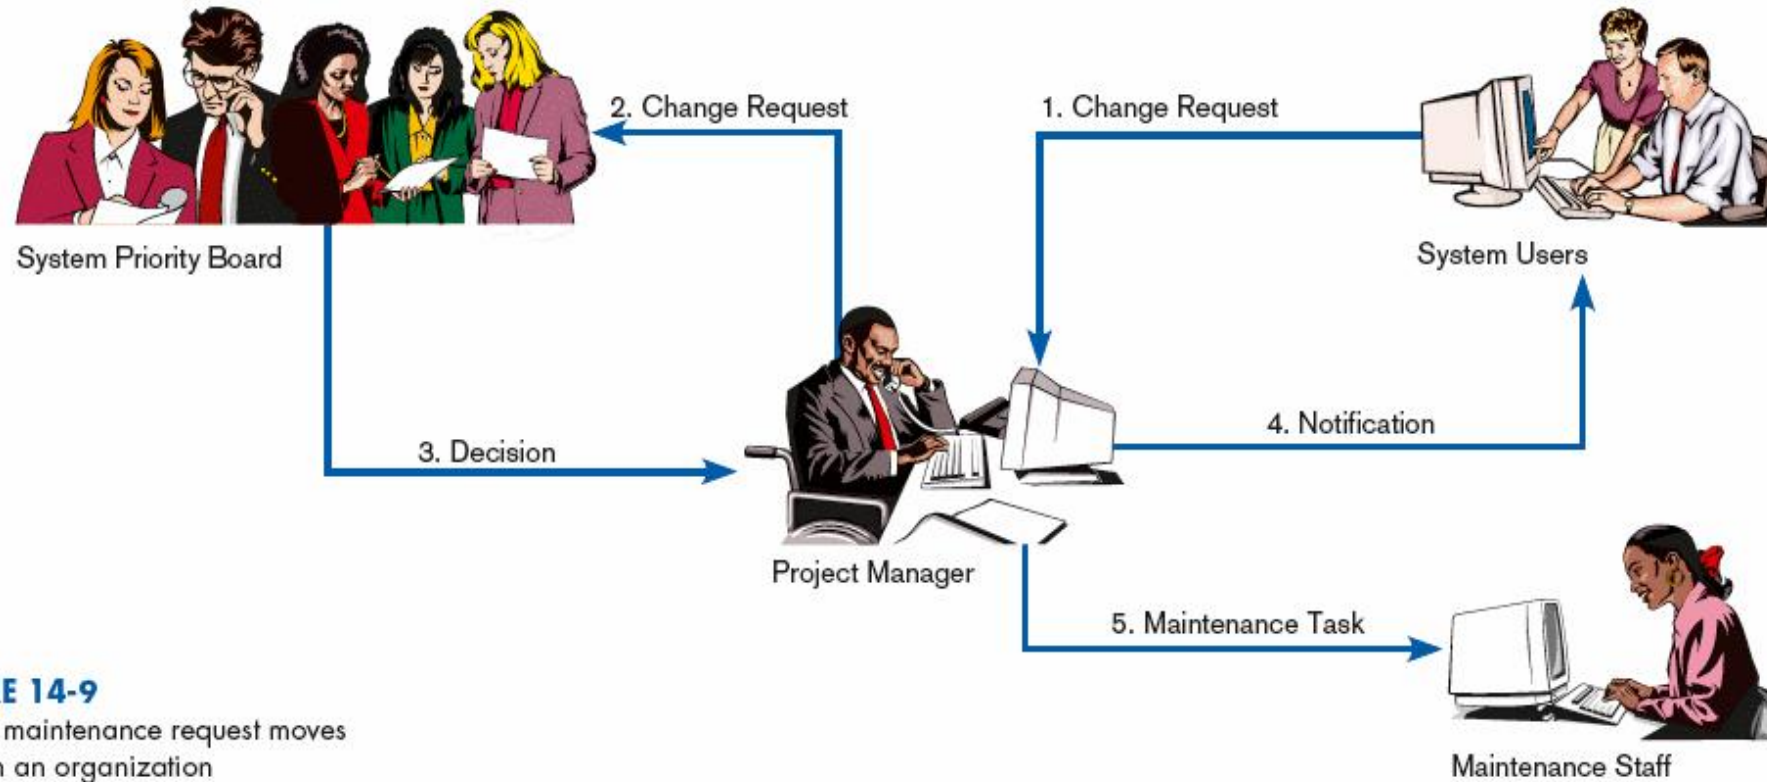 2. Change Request
1. Change Request
System Priority Board
System Users
3. Decision
4. Notification
Project Manager
5. Maintenance Task
14-9
maintenance request moves
an organization
Maintenance Staff